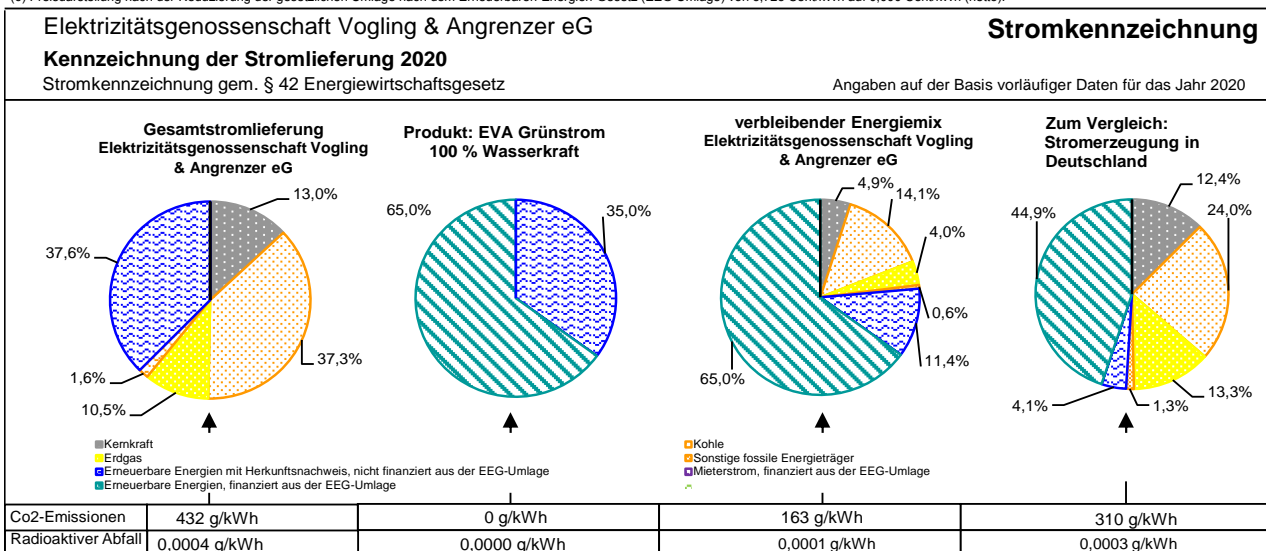 Elektrizitätsgenossenschaft Vogling & Angrenzer eG
Stromkennzeichnung
Kennzeichnung der Stromlieferung 2020
Stromkennzeichnung gem. § 42 Energiewirtschaftsgesetz
Angaben auf der Basis vorläufiger Daten für das Jahr 2020
Gesamtstromlieferung
Elektrizitätsgenossenschaft Vogling
& Angrenzer eG
13,0%
37,6%
37,3%
1,6%
10,5%
Produkt: EVA Grünstrom
100 % Wasserkraft
65,0%
35,0%
verbleibender Energiemix
Elektrizitätsgenossenschaft Vogling
& Angrenzer eG
4,9%
14,1%
4,0%
0,6%
11,4%
65,0%
Zum Vergleich:
Stromerzeugung in
Deutschland
12,4%
24,0%
44,9%
13,3%
1,3%
4,1%
Kernkraft
Erdgas
Erneuerbare Energien mit Herkunftsnachweis, nicht finanziert aus der EEG-Umlage
Erneuerbare Energien, finanziert aus der EEG-Umlage
Kohle
Sonstige fossile Energieträger
Mieterstrom, finanziert aus der EEG-Umlage
Co2-Emissionen 432 g/kWh 0 g/kWh 163 g/kWh 310 g/kWh
Radioaktiver Abfall 0,0004 g/kWh 0,0000 g/kWh 0,0001 g/kWh 0,0003 g/kWh